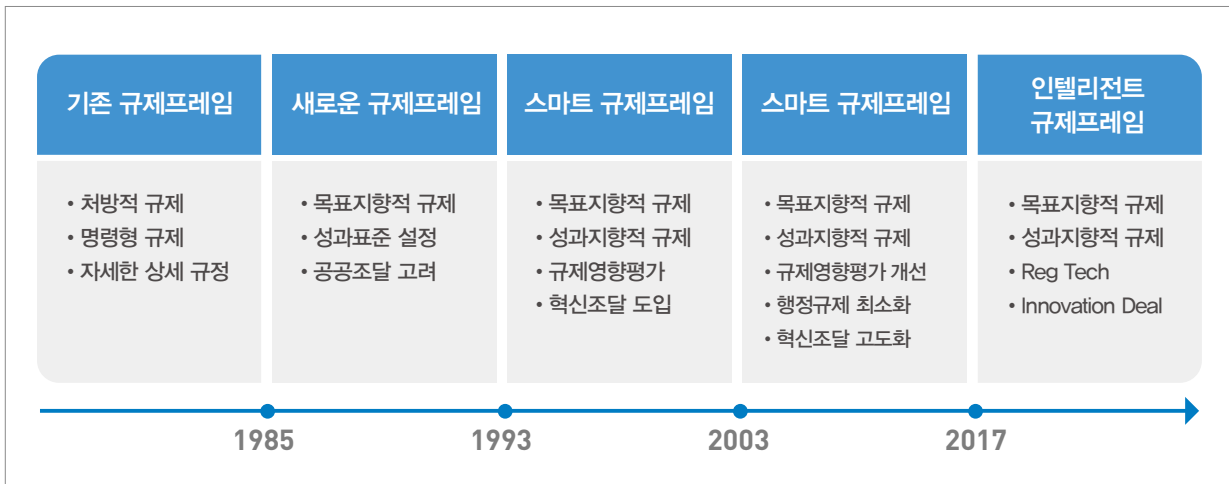 기존 규제프레임
• 처방적 규제
• 명령형 규제
• 자세한 상세 규정
새로운 규제프레임
• 목표지향적 규제
• 성과표준 설정
• 공공조달 고려
스마트 규제프레임
• 목표지향적 규제
• 성과지향적 규제
• 규제영향평가
• 혁신조달 도입
스마트 규제프레임
• 목표지향적 규제
• 성과지향적 규제
• 규제영향평가 개선
• 행정규제 최소화
• 혁신조달 고도화
인텔리전트
규제프레임
• 목표지향적 규제
• 성과지향적 규제
• Reg Tech
• Innovation Deal
1985
1993
2003
2017